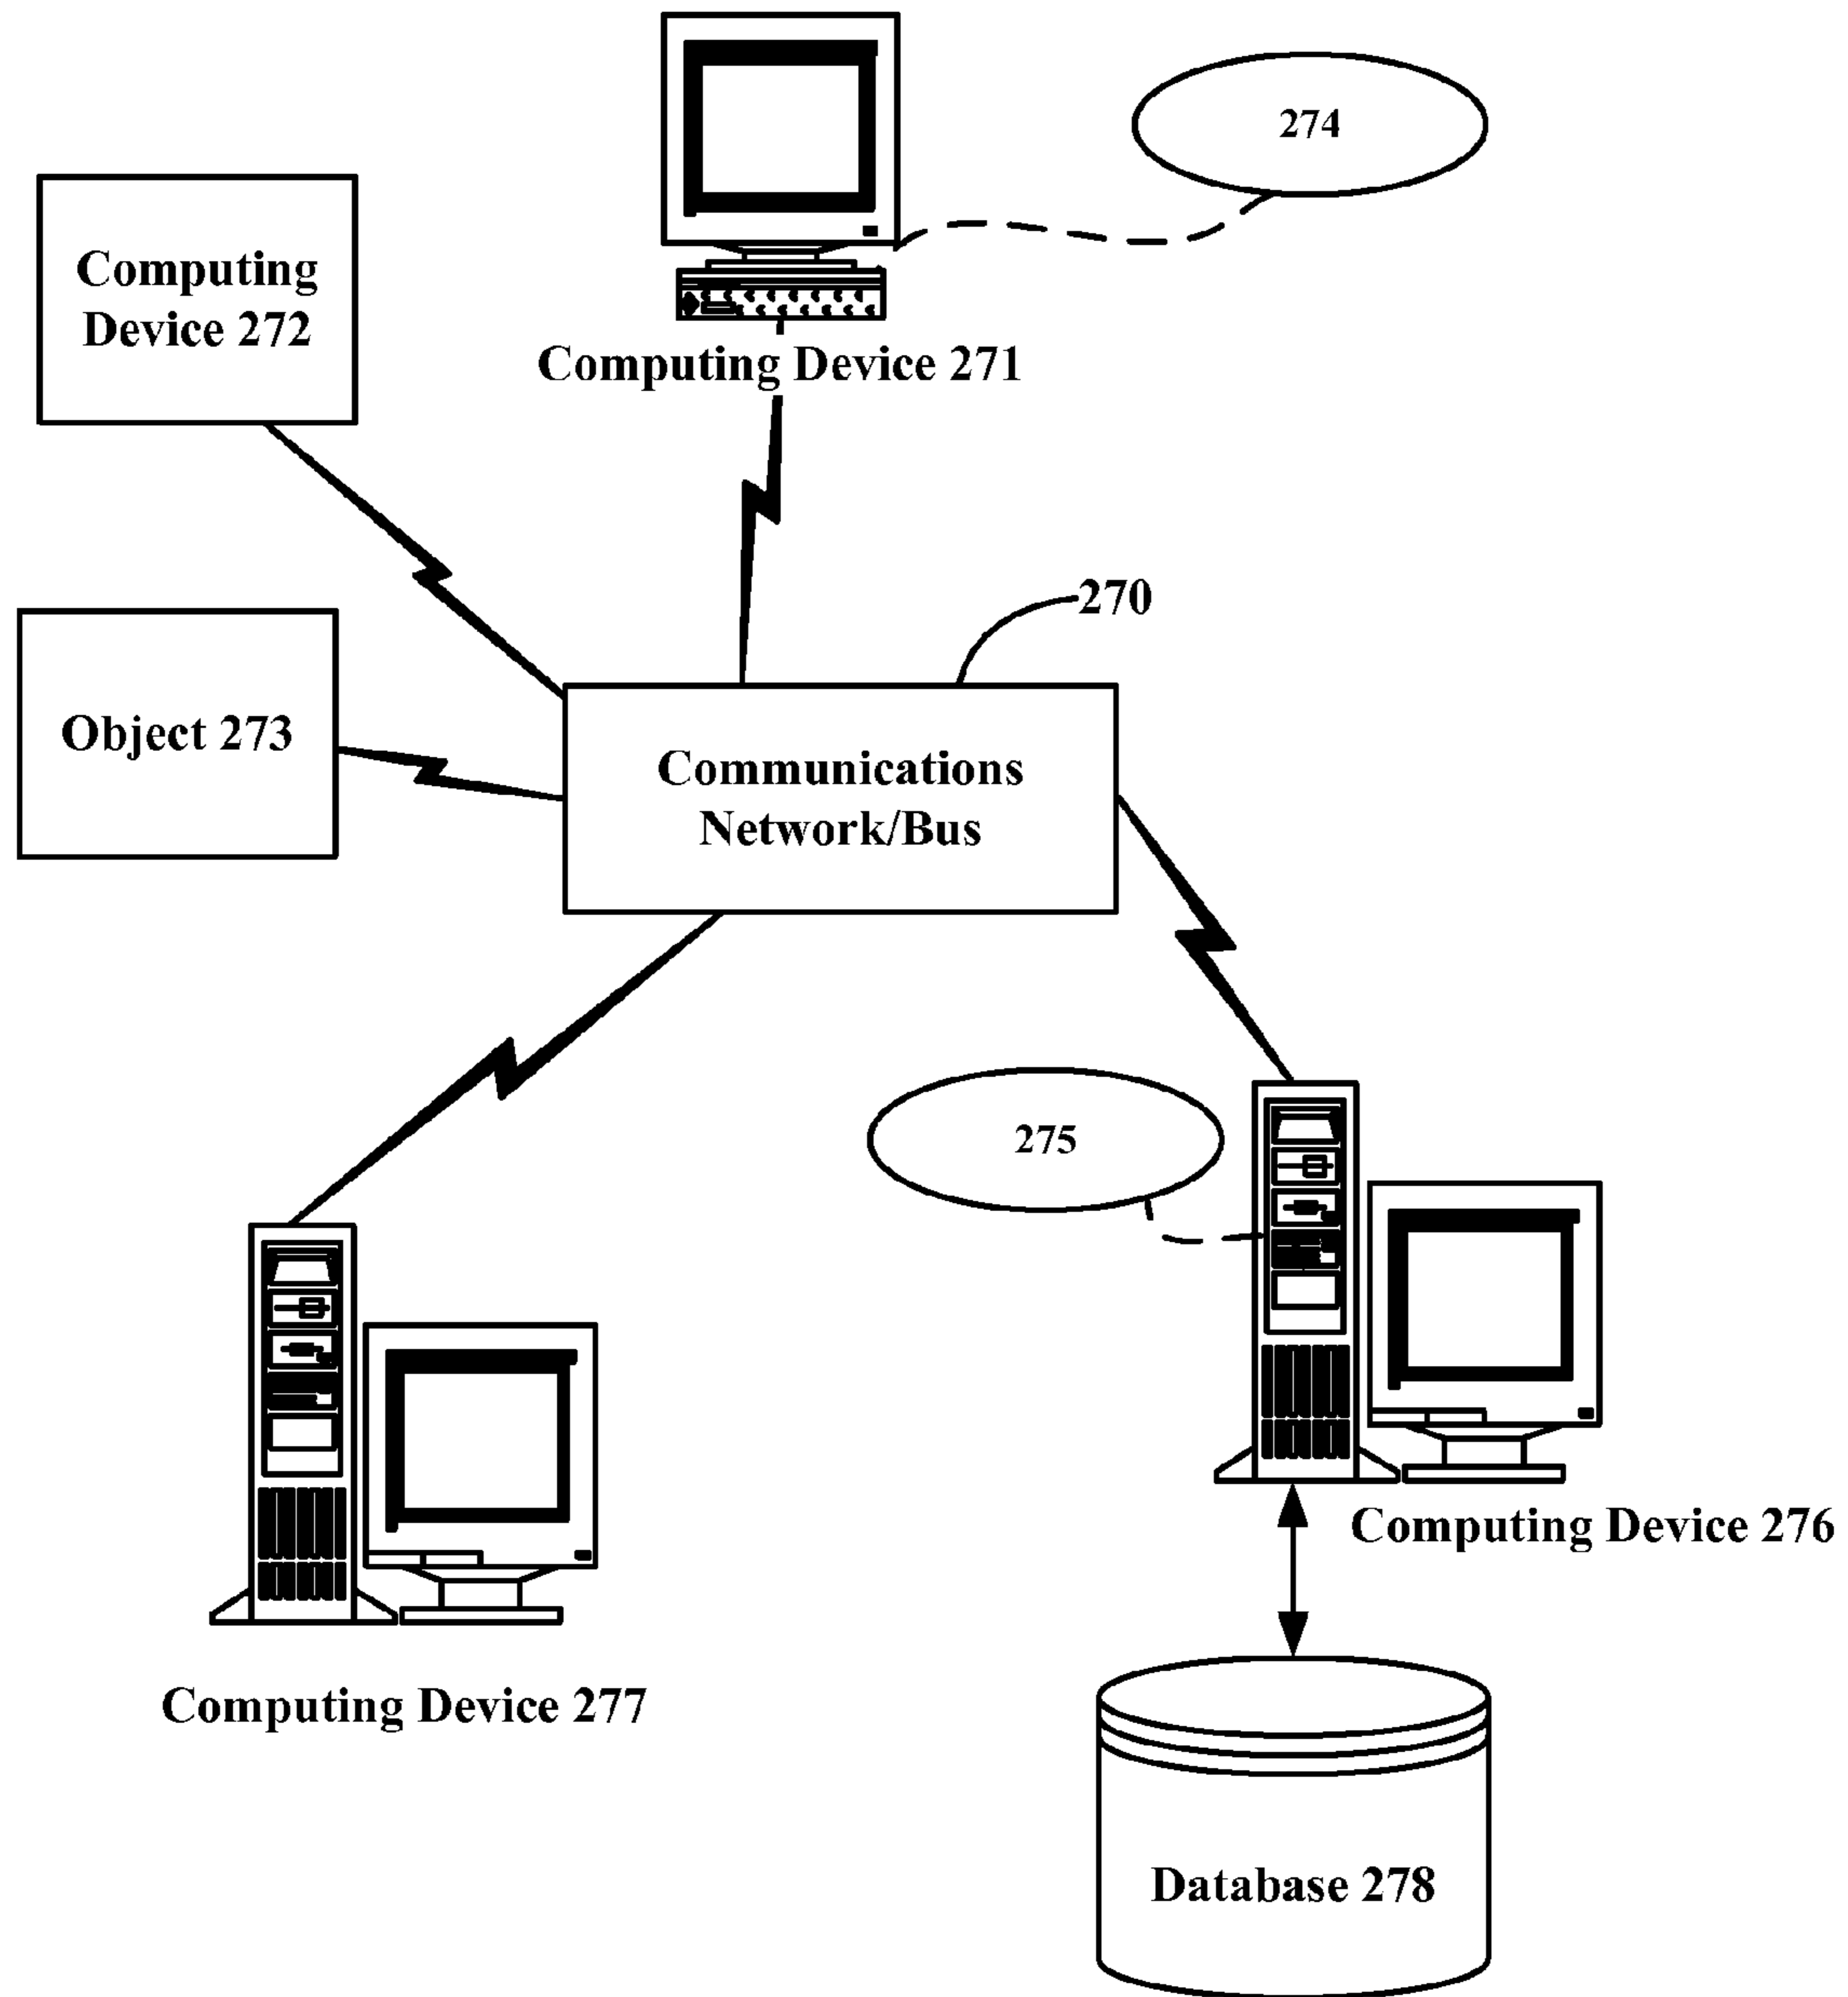 274
Computing
Device 272
Computing Device 271
270
Object 273
Communications
Network/Bus
275
Computing Device 276
Computing Device 277
Database 278